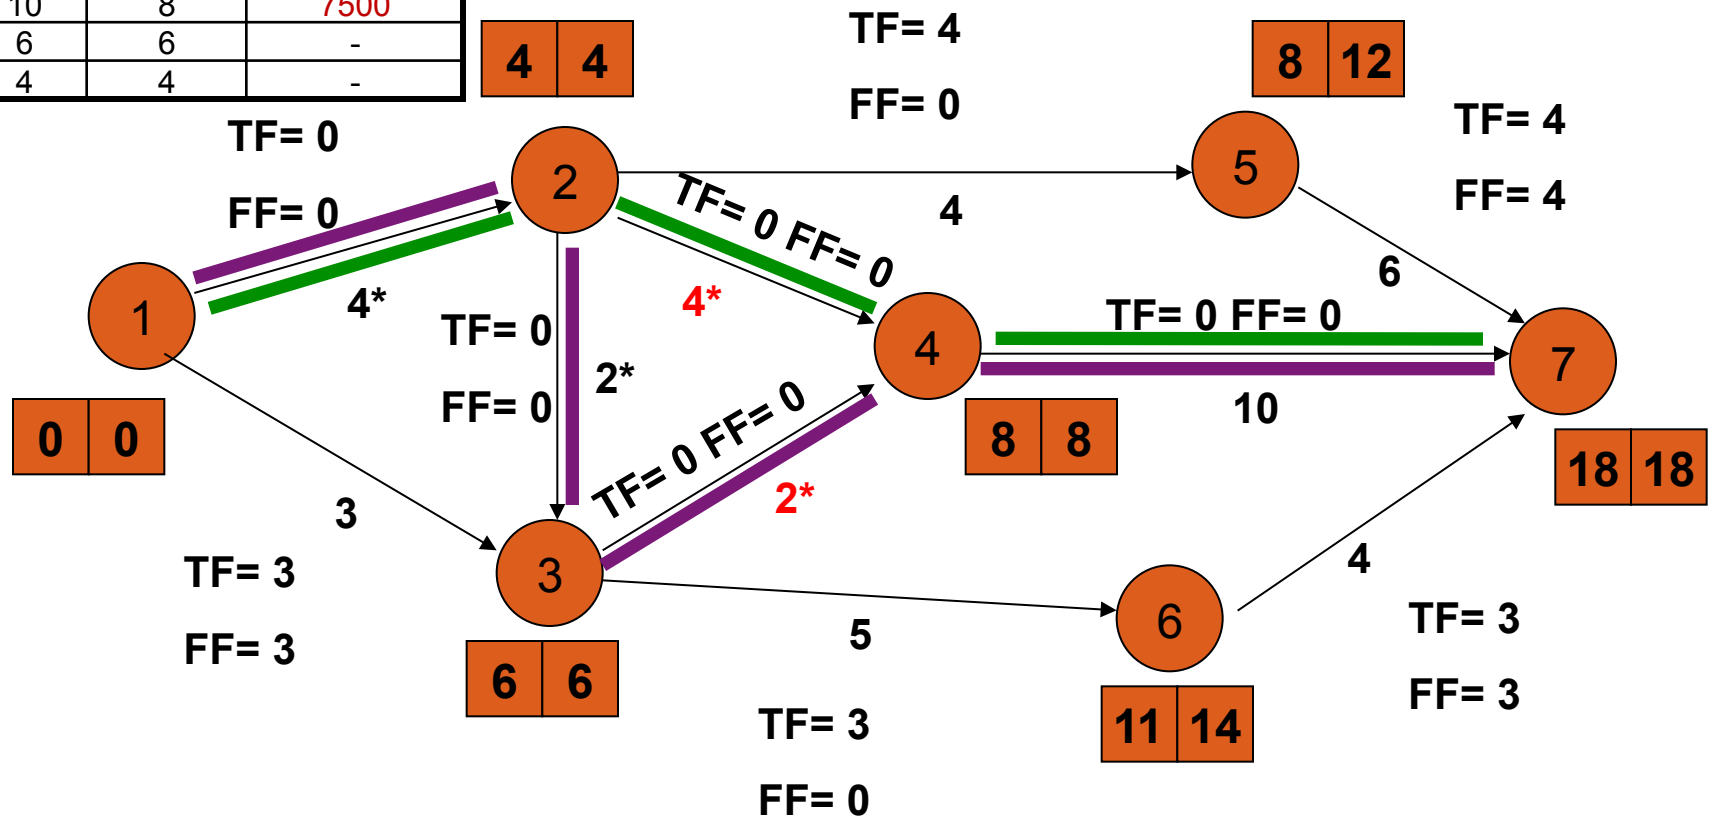 10 8 7500
6 6 -
4 4 -
4 4
TF= 4
FF= 0
8 12
TF= 4
FF= 4
TF= 0
FF= 0
2
5
TF= 0 FF= 0
4
6
1
4*
4*
TF= 0
FF= 0
2*
4
TF= 0 FF= 0
10
7
0 0
8 8
18 18
TF= 0 FF= 0
2*
3
TF= 3
FF= 3
3
5
6
4
TF= 3
FF= 3
6 6
11 14
TF= 3
FF= 0